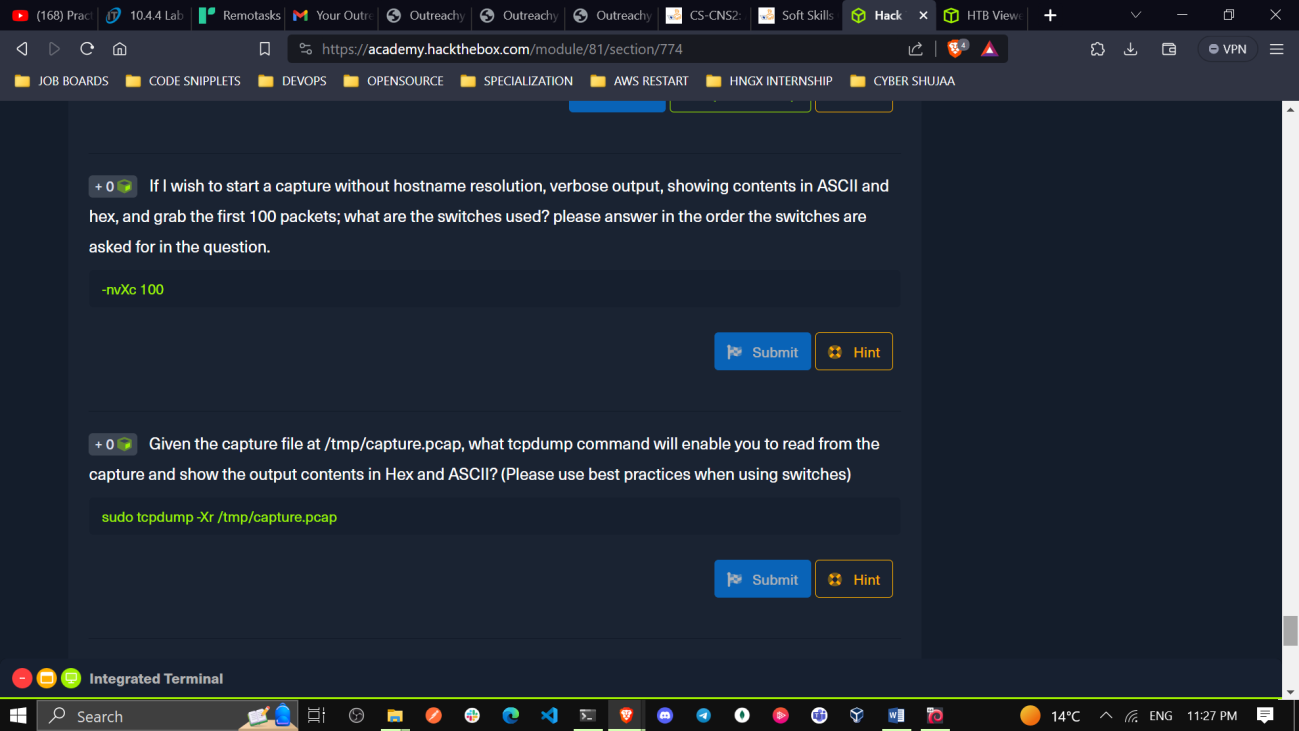 (168) Pract
10.4.4 Lab
Remotasks
Your Outre
Outreachy
Outreachy
Outreachy
CS-CNS2:
Soft Skills
Hack
HTB View
https://academy.hackthebox.com/module/81/section/774
4
VPN
JOB BOARDS
CODE SNIPPLETS
DEVOPS
OPENSOURCE
SPECIALIZATION
AWS RESTART
HNGX INTERNSHIP
CYBER SHUJAA
+ 0 If I wish to start a capture without hostname resolution, verbose output, showing contents in ASCII and
hex, and grab the first 100 packets; what are the switches used? please answer in the order the switches are
asked for in the question.
-nvXc 100
Submit
Hint
+ 0 Given the capture file at /tmp/capture.pcap, what tcpdump command will enable you to read from the
capture and show the output contents in Hex and ASCII? (Please use best practices when using switches)
sudo tcpdump -Xr /tmp/capture.pcap
Submit
Hint
Integrated Terminal
Search
14°C
ENG
11:27 PM